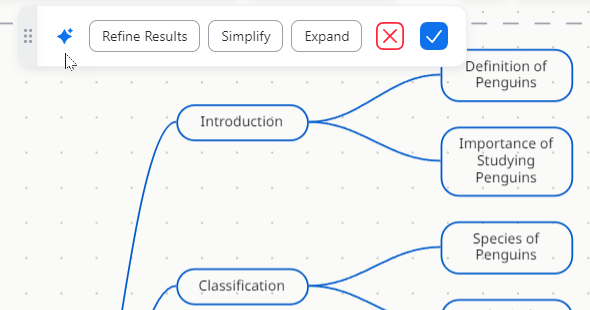 Refine Results
Simplify
Expand
Definition of
Penguins
Introduction
Importance of
Studying
Penguins
Species of
Penguins
Classification